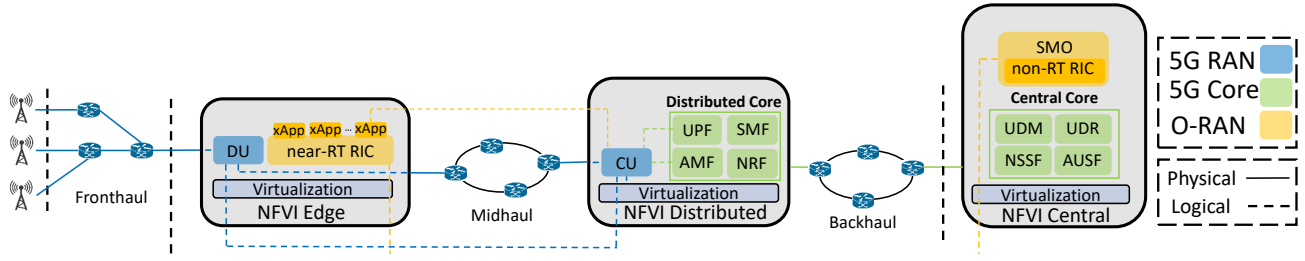 Fronthaul
DU
xApp xApp ... xApp
near-RT RIC
Virtualization
NFVI Edge
Midhaul
Distributed Core
CU
UPF SMF
AMF NRF
Virtualization
NFVI Distributed
Backhaul
SMO
non-RT RIC
Central Core
UDM UDR
NSSF AUSF
Virtualization
NFVI Central
5G RAN
5G Core
O-RAN
Physical
Logical